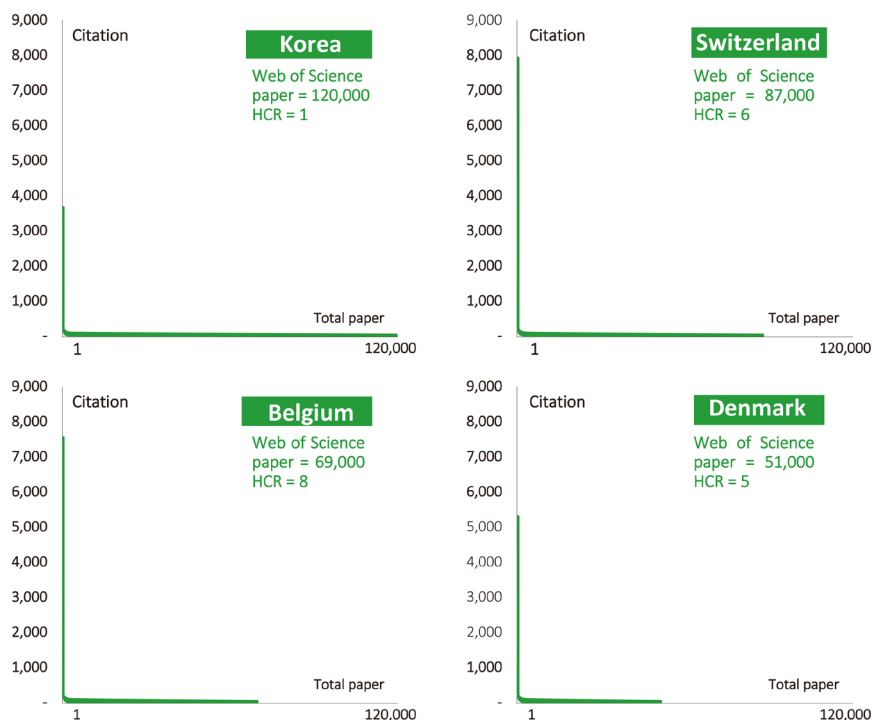 9,000
Citation
Korea
8,000
Web of Science
paper = 120,000
HCR = 1
7,000
6,000
5,000
4,000
3,000
2,000
1,000
Total paper
-
1
120,000
9,000
Citation
Switzerland
8,000
Web of Science
paper = 87,000
HCR = 6
7,000
6,000
5,000
4,000
3,000
2,000
1,000
Total paper
-
1
120,000
9,000
Citation
Belgium
8,000
Web of Science
paper = 69,000
HCR = 8
7,000
6,000
5,000
4,000
3,000
2,000
1,000
Total paper
-
1
120,000
9,000
Citation
Denmark
8,000
Web of Science
paper = 51,000
HCR = 5
7,000
6,000
5,000
4,000
3,000
2,000
1,000
Total paper
-
1
120,000